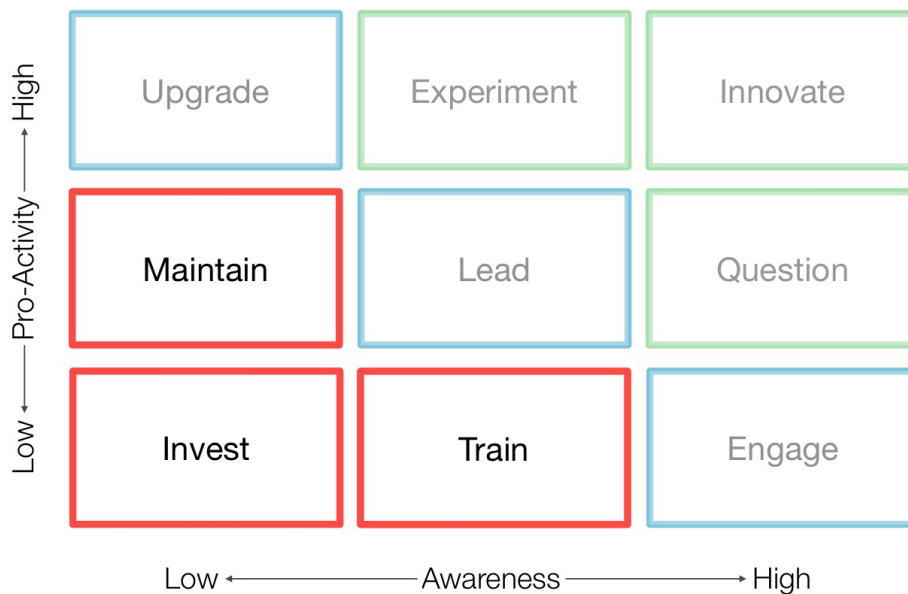 Upgrade Experiment Innovate
Maintain Lead Question
Invest Train Engage
Low Pro-Activity High
Low Awareness High